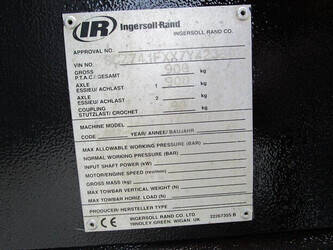 IR Ingersoll-Rand
INGERSOLL-RAND CO.
APPROVAL NO.
VIN NO.
GROSS
P.T.A.C./GESAMT 900 kg
AXLE
ESSIEU/ACHLAST 1 - kg
AXLE
ESSIEU/ACHLAST 2 - kg
COUPLING
STUTZLAST/CROCHET kg
MACHINE MODEL
CODE YEAR/ANNEE/BAUJAHR
MAX ALLOWABLE WORKING PRESSURE (BAR)
NORMAL WORKING PRESSURE (BAR)
INPUT SHAFT POWER (kW)
MOTOR/ENGINE SPEED (rev/min)
GROSS MASS (kg)
MAX TOWBAR VERTICAL WEIGHT (N)
MAX TOWBAR HORIZ. LOAD (N)
PRODUCER/HERSTELLER TYPE
INGERSOLL-RAND CO. LTD. 22267355 B
HINDLEY GREEN, WIGAN, UK